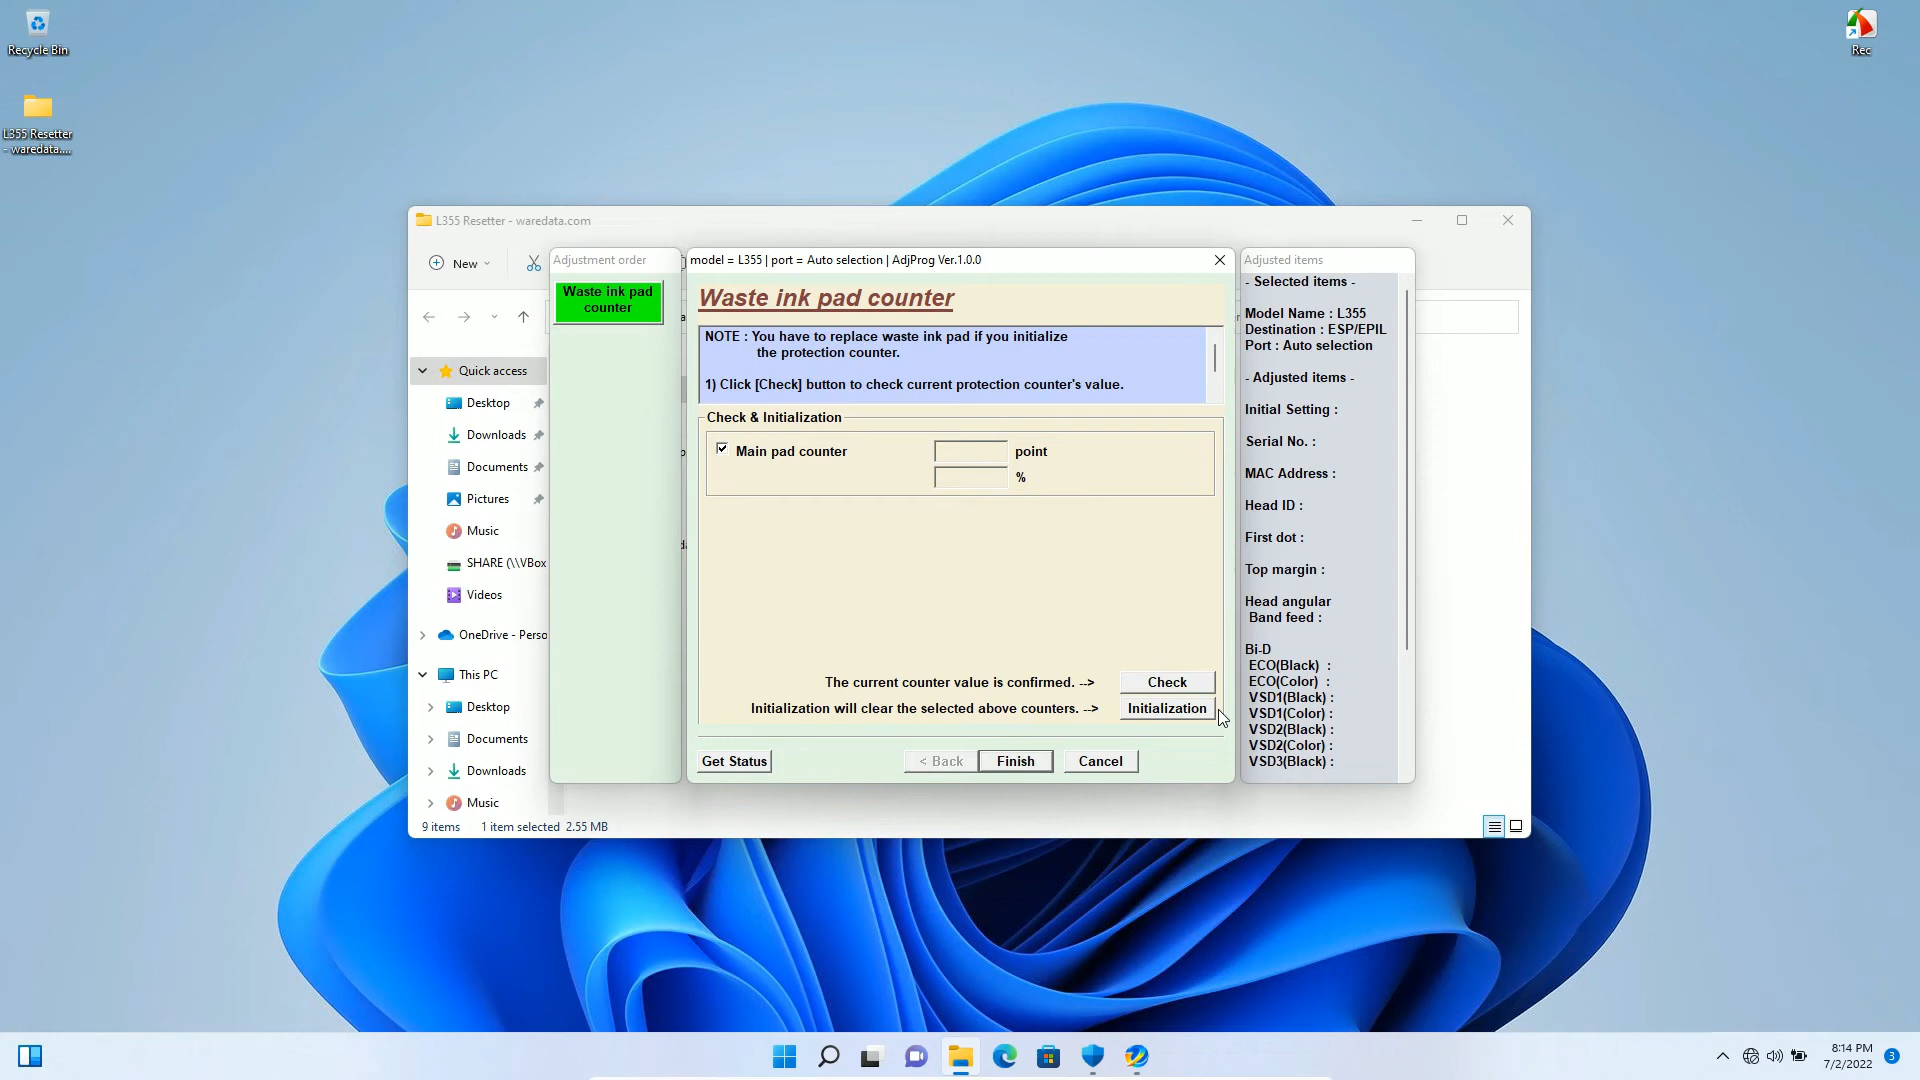 Recycle Bin
L355 Resetter
- waredata....
Rec
L355 Resetter - waredata.com
New
Quick access
Desktop
Downloads
Documents
Pictures
Music
SHARE (\\VBox
Videos
OneDrive - Perso
This PC
Desktop
Documents
Downloads
Music
9 items 1 item selected 2.55 MB
Adjustment order
Waste ink pad
counter
model = L355 | port = Auto selection | AdjProg Ver.1.0.0
Waste ink pad counter
NOTE : You have to replace waste ink pad if you initialize
the protection counter.
1) Click [Check] button to check current protection counter's value.
Check & Initialization
Main pad counter point
%
The current counter value is confirmed. --> Check
Initialization will clear the selected above counters. --> Initialization
Get Status < Back Finish Cancel
Adjusted items
- Selected items -
Model Name : L355
Destination : ESP/EPIL
Port : Auto selection
- Adjusted items -
Initial Setting :
Serial No. :
MAC Address :
Head ID :
First dot :
Top margin :
Head angular
Band feed :
Bi-D
ECO(Black) :
ECO(Color) :
VSD1(Black) :
VSD1(Color) :
VSD2(Black) :
VSD2(Color) :
VSD3(Black) :
8:14 PM
7/2/2022
3